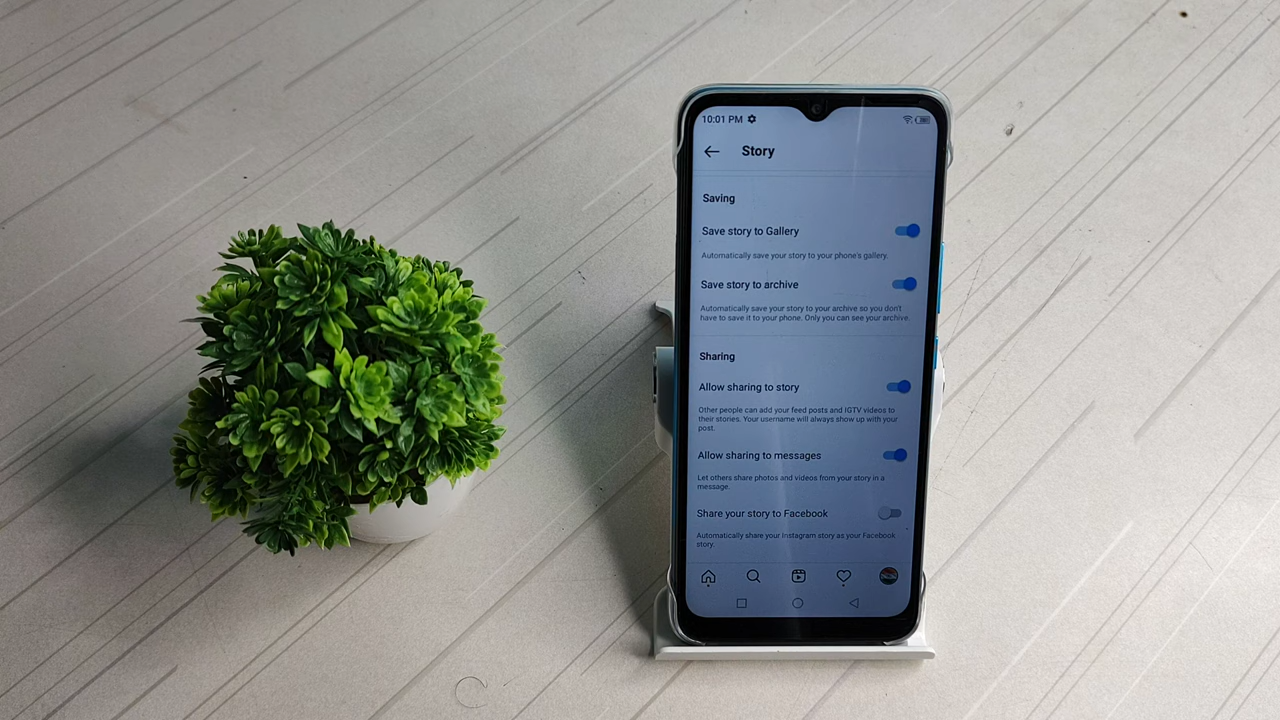 10:01 PM
Story
Saving
Save story to Gallery
Automatically save your story to your phone's gallery.
Save story to archive
Automatically save your story to your archive so you don't
have to save it to your phone. Only you can see your archive.
Sharing
Allow sharing to story
Other people can add your feed posts and IGTV videos to
their stories. Your username will always show up with your
post.
Allow sharing to messages
Let others share photos and videos from your story in a
message.
Share your story to Facebook
Automatically share your Instagram story as your Facebook
story.